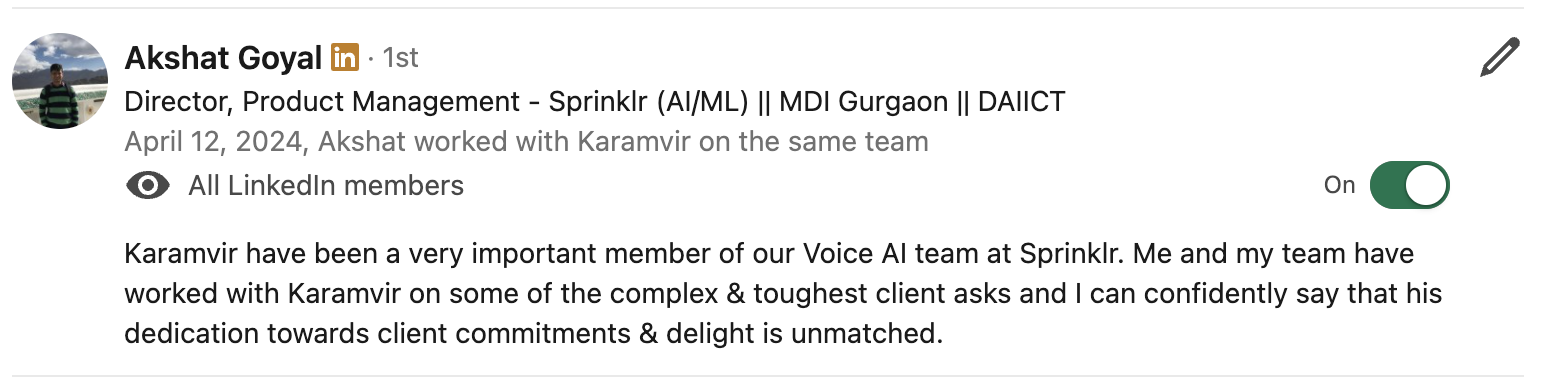 Akshat Goyal in · 1st
Director, Product Management - Sprinklr (AI/ML) || MDI Gurgaon || DAIICT
April 12, 2024, Akshat worked with Karamvir on the same team
All LinkedIn members
On
Karamvir have been a very important member of our Voice AI team at Sprinklr. Me and my team have
worked with Karamvir on some of the complex & toughest client asks and I can confidently say that his
dedication towards client commitments & delight is unmatched.